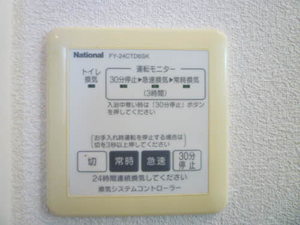 National FY-24CTD6SK
運転モニター
トイレ
換気
30分停止▶急速換気▶常時換気
(3時間)
入浴中寒い時は「30分停止」ボタン
を押してください
お手入れ時運転を停止する場合は
切を3秒以上押してください
切 常時 急速 30分
停止
24時間連続換気してください
換気システムコントローラー